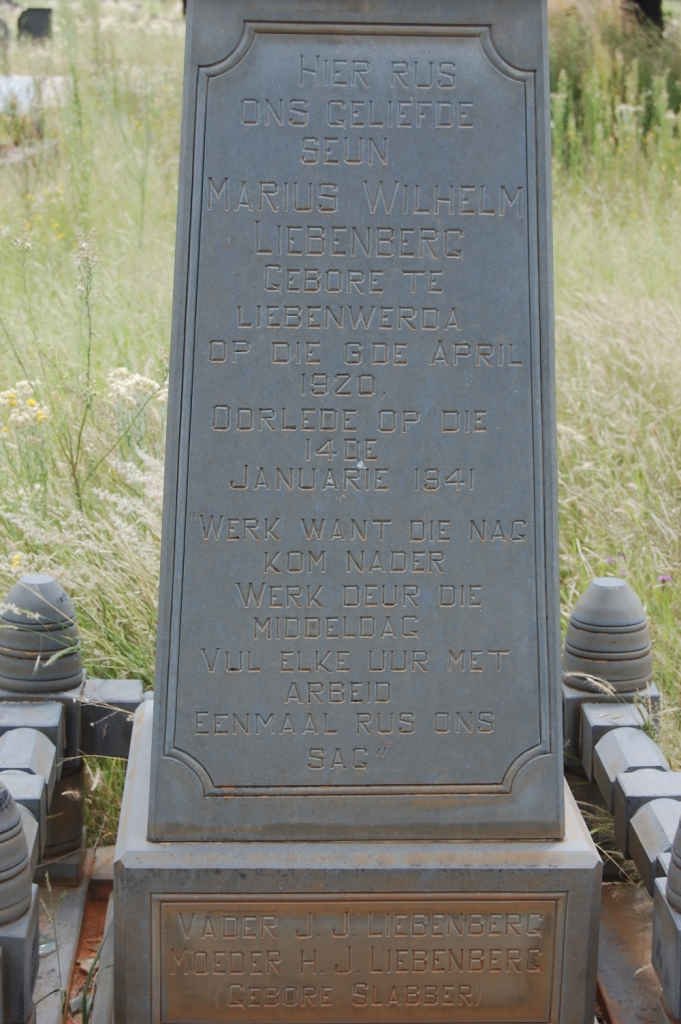 HIER RUS
ONS GELIEFDE
SEUN
MARIUS WILHELM
LIEBENBERG
GEBORE TE
LIEBENWERDA
OP DIE 6DE APRIL
1920.
OORLEDE OP DIE
14DE
JANUARIE 1941
"WERK WANT DIE NAG
KOM NADER
WERK DEUR DIE
MIDDELDAG
VUL ELKE UUR MET
ARBEID
EENMAAL RUS ONS
SAG"
VADER J. J. LIEBENBERG
MOEDER H. J. LIEBENBERG
(GEBORE SLABBER)